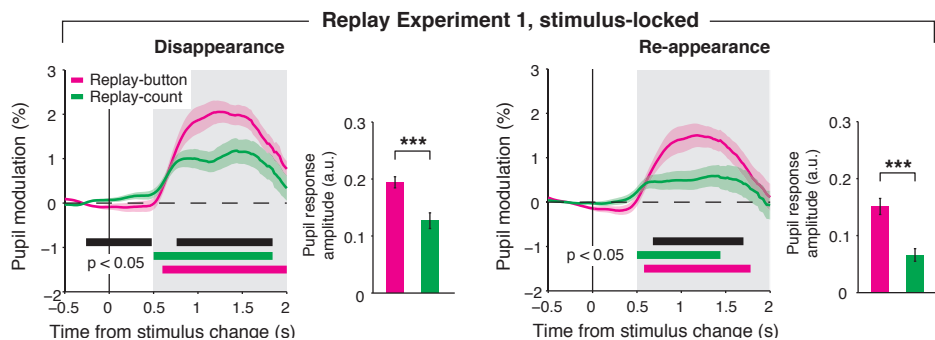 Replay Experiment 1, stimulus-locked
Disappearance
Re-appearance
Pupil modulation (%)
3
2
1
0
−1
−2
Replay-button
Replay-count
p < 0.05
−0.5
0
0.5
1
1.5
2
Time from stimulus change (s)
Pupil response
amplitude (a.u.)
0.3
0.2
0.1
0
***
Pupil modulation (%)
3
2
1
0
−1
−2
p < 0.05
−0.5
0
0.5
1
1.5
2
Time from stimulus change (s)
Pupil response
amplitude (a.u.)
0.3
0.2
0.1
0
***